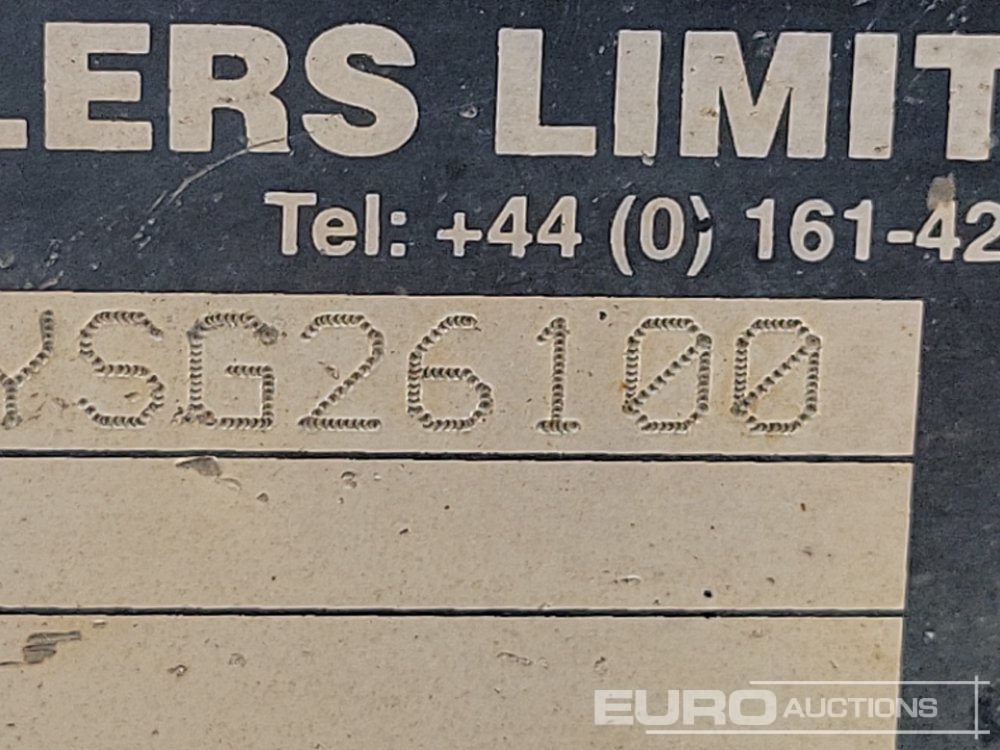 LERS LIMIT
Tel: +44 (0) 161-42
YSG26100
EURO AUCTIONS